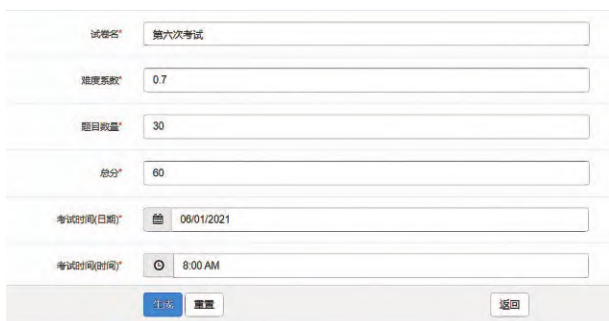 试卷名* 第六次考试
难度系数* 0.7
题目数量* 30
总分* 60
考试时间(日期)* 06/01/2021
考试时间(时间)* 8:00 AM
生成 重置 返回